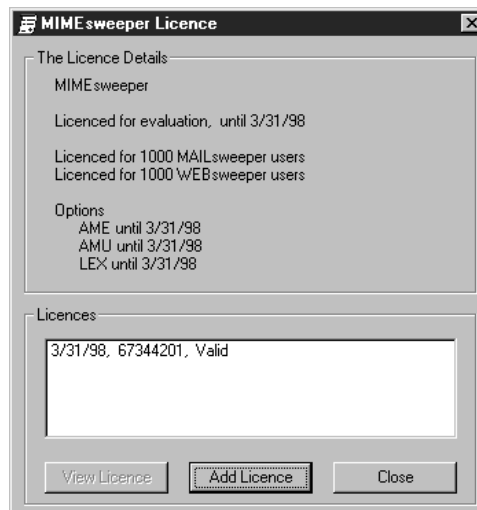 MIMEsweeper Licence
The Licence Details
MIMEsweeper
Licenced for evaluation, until 3/31/98
Licenced for 1000 MAILsweeper users
Licenced for 1000 WEBsweeper users
Options
AME until 3/31/98
AMU until 3/31/98
LEX until 3/31/98
Licences
3/31/98, 67344201, Valid
View Licence Add Licence Close